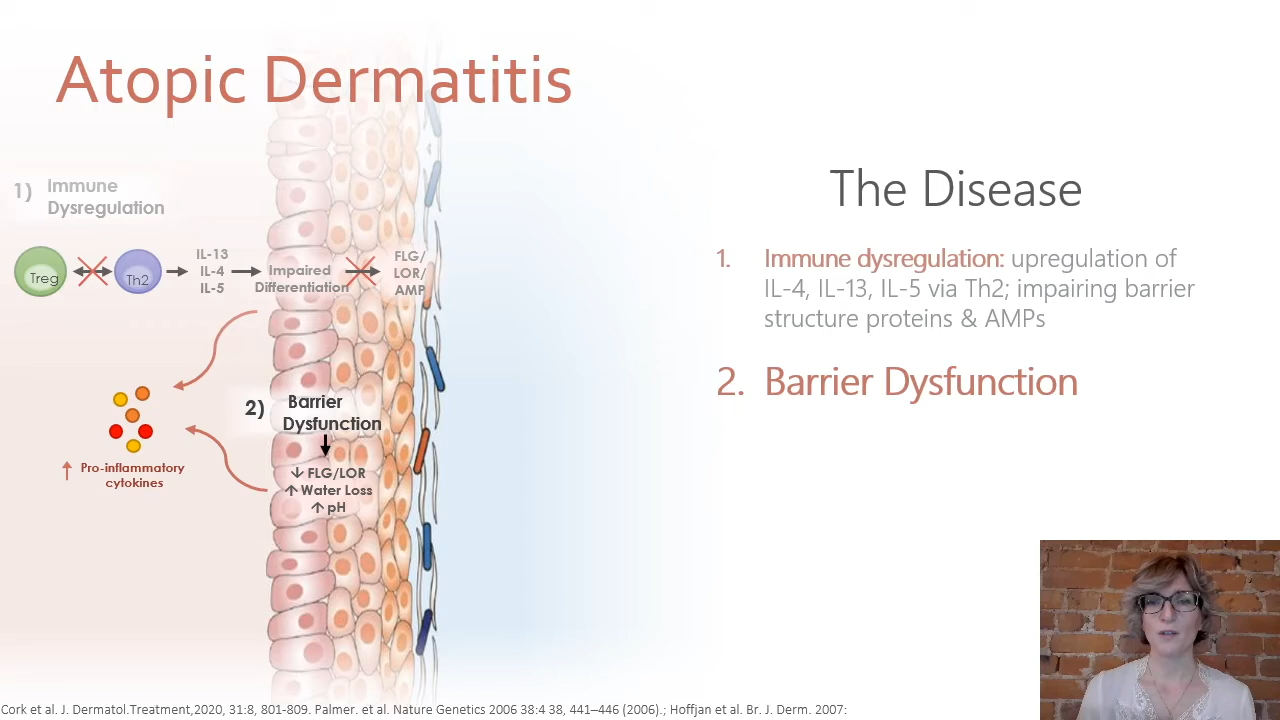 Atopic Dermatitis
1) Immune
Dysregulation
Treg
Th2
IL-13
IL-4
IL-5
Impaired
Differentiation
FLG/
LOR/
AMP
2) Barrier
Dysfunction
↓ FLG/LOR
↑ Water Loss
↑ pH
↑ Pro-inflammatory
cytokines
The Disease
1. Immune dysregulation: upregulation of
IL-4, IL-13, IL-5 via Th2; impairing barrier
structure proteins & AMPs
2. Barrier Dysfunction
Cork et al. J. Dermatol.Treatment,2020, 31:8, 801-809. Palmer. et al. Nature Genetics 2006 38:4 38, 441–446 (2006).; Hoffjan et al. Br. J. Derm. 2007: